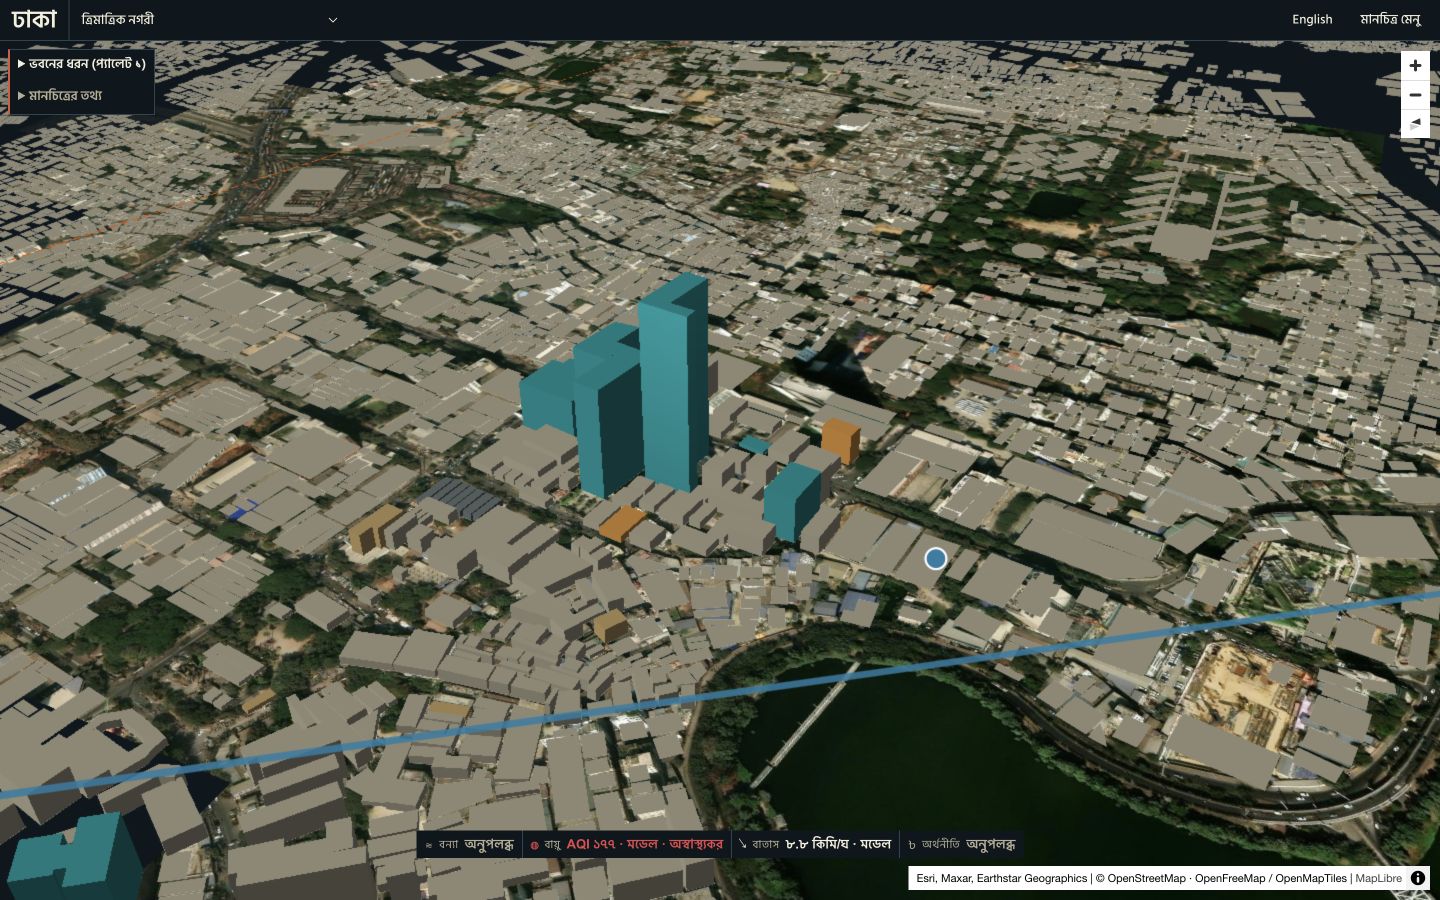 ঢাকা
ত্রিমাত্রিক নগরী
English
মানচিত্র মেনু
▶ ভবনের ধরন (প্যালেট ১)
▶ মানচিত্রের তথ্য
≈ বন্যা অনুপলব্ধ
◍ বায়ু AQI ১৭৭ · মডেল · অস্বাস্থ্যকর
↘ বাতাস ৮.৮ কিমি/ঘ · মডেল
৳ অর্থনীতি অনুপলব্ধ
Esri, Maxar, Earthstar Geographics | © OpenStreetMap · OpenFreeMap / OpenMapTiles | MapLibre